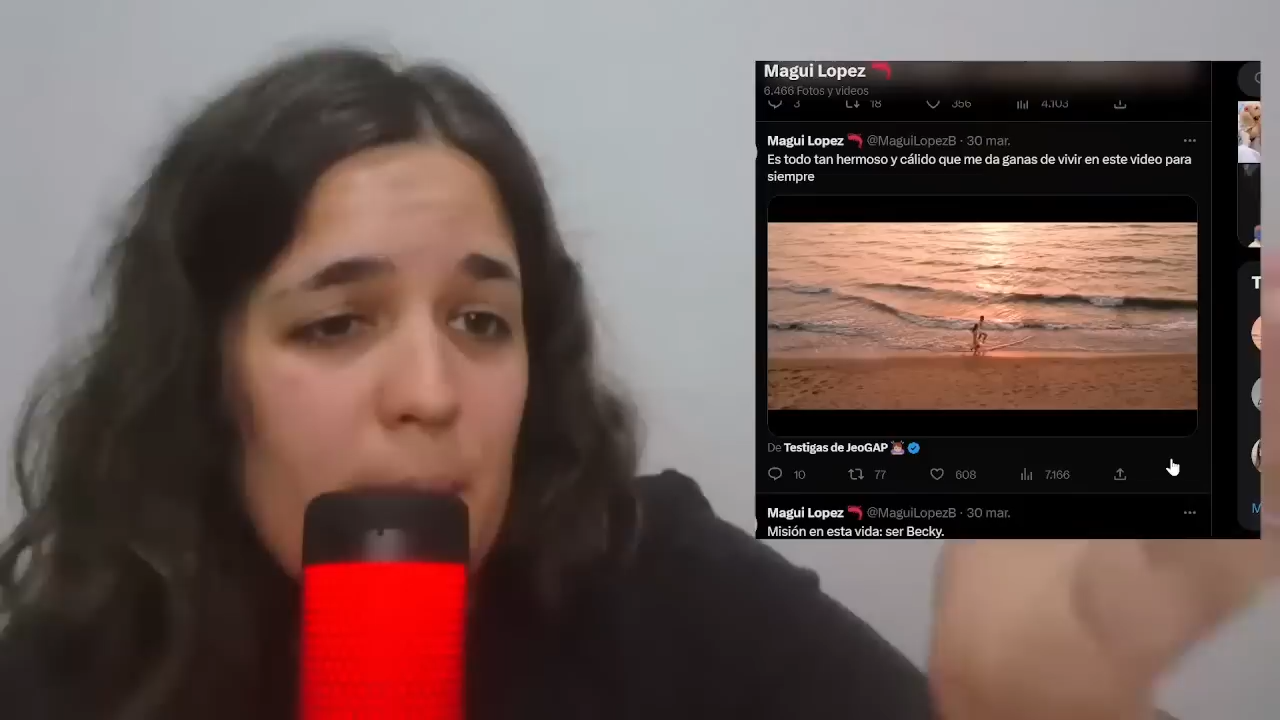 Magui Lopez
6.466 Fotos y videos
3 18 356 4.103
Magui Lopez @MaguiLopezB · 30 mar.
Es todo tan hermoso y cálido que me da ganas de vivir en este video para
siempre
De Testigas de JeoGAP
10 77 608 7.166
Magui Lopez @MaguiLopezB · 30 mar.
Misión en esta vida: ser Becky.
T
M